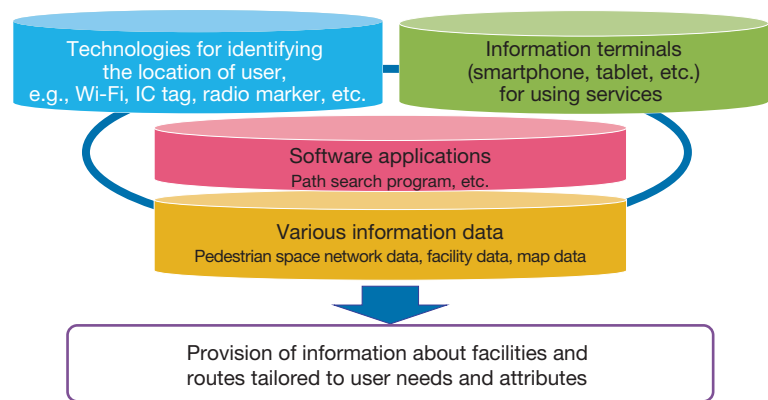 Technologies for identifying
the location of user,
e.g., Wi-Fi, IC tag, radio marker, etc.
Information terminals
(smartphone, tablet, etc.)
for using services
Software applications
Path search program, etc.
Various information data
Pedestrian space network data, facility data, map data
Provision of information about facilities and
routes tailored to user needs and attributes